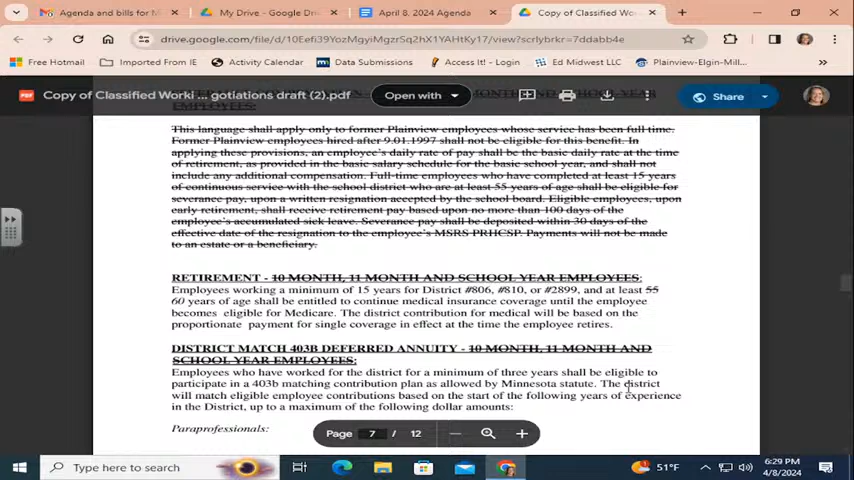 Agenda and bills for M
My Drive - Google Dri
April 8, 2024 Agenda
Copy of Classified Wo
drive.google.com/file/d/10Eefi39YozMgyiMgzrSq2hX1YAHtKy17/view?scrlybrkr=7ddabb4e
Fox Hotmail
Imported From IE
Activity Calendar
Data Submissions
Access It! - Login
Ed Midwest LLC
Plainview-Elgin-Mill...
Copy of Classified Worki
gotiations draft (2).pdf
Open with
Share
EMPLOYEES:
This language shall apply only to former Plainview employees whose service has been full time.
Former Plainview employees hired after 9.01.1997 shall not be eligible for this benefit. In
applying these provisions, an employee's daily rate of pay shall be the basic daily rate at the time
of retirement, as provided in the basic salary schedule for the basic school year, and shall not
include any additional compensation. Full-time employees who have completed at least 15 years
of continuous service with the school district who are at least 55 years of age shall be eligible for
severance pay, upon a written resignation accepted by the school board. Eligible employees, upon
early retirement, shall receive retirement pay based upon no more than 100 days of the
employee's accumulated sick leave. Severance pay shall be deposited within 30 days of the
effective date of the resignation to the employee's MSRS PRHCSP. Payments will not be made
to an estate or a beneficiary.
RETIREMENT - 10 MONTH, 11 MONTH AND SCHOOL YEAR EMPLOYEES:
Employees working a minimum of 15 years for District #806, #810, or #2899, and at least 55
60 years of age shall be entitled to continue medical insurance coverage until the employee
becomes eligible for Medicare. The district contribution for medical will be based on the
proportionate payment for single coverage in effect at the time the employee retires.
DISTRICT MATCH 403B DEFERRED ANNUITY - 10 MONTH, 11 MONTH AND
SCHOOL YEAR EMPLOYEES:
Employees who have worked for the district for a minimum of three years shall be eligible to
participate in a 403b matching contribution plan as allowed by Minnesota statute. The district
will match eligible employee contributions based on the start of the following years of experience
in the District, up to a maximum of the following dollar amounts:
Paraprofessionals:
Page 7 / 12
Type here to search
51°F
6:29 PM
4/8/2024